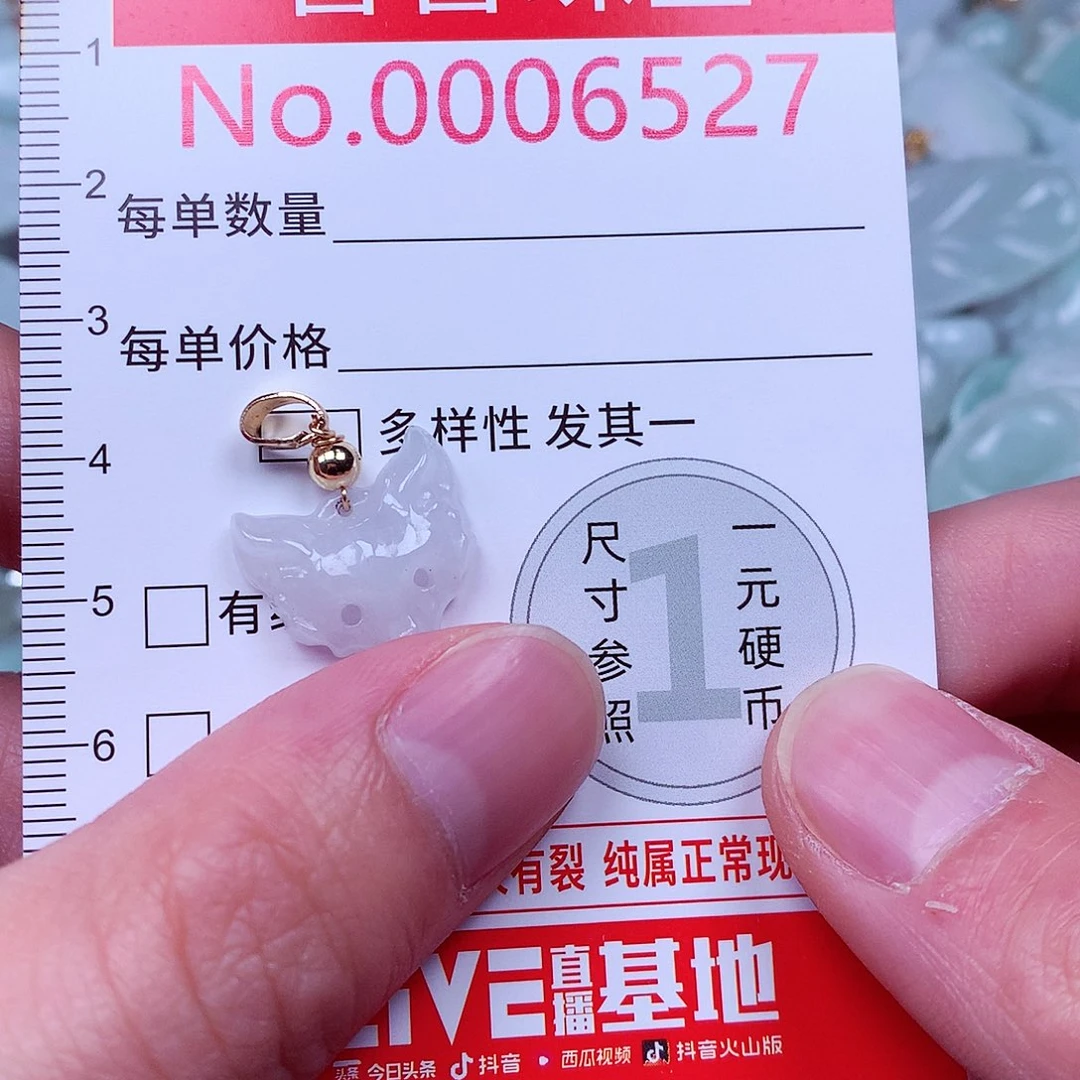 1
No.0006527
2
每单数量
3
每单价格
多样性 发其一
4
尺寸参照
1
一元硬币
5
有
6
有裂 纯属正常现
LIVE直播基地
头条 今日头条 抖音 西瓜视频 抖音火山版